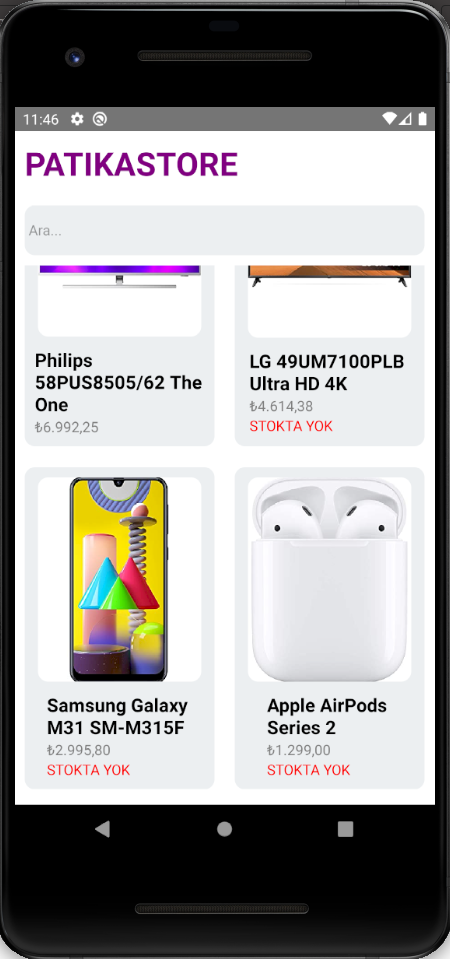 11:46
PATIKASTORE
Ara...
Philips
58PUS8505/62 The
One
₺6.992,25
LG 49UM7100PLB
Ultra HD 4K
₺4.614,38
STOKTA YOK
Samsung Galaxy
M31 SM-M315F
₺2.995,80
STOKTA YOK
Apple AirPods
Series 2
₺1.299,00
STOKTA YOK